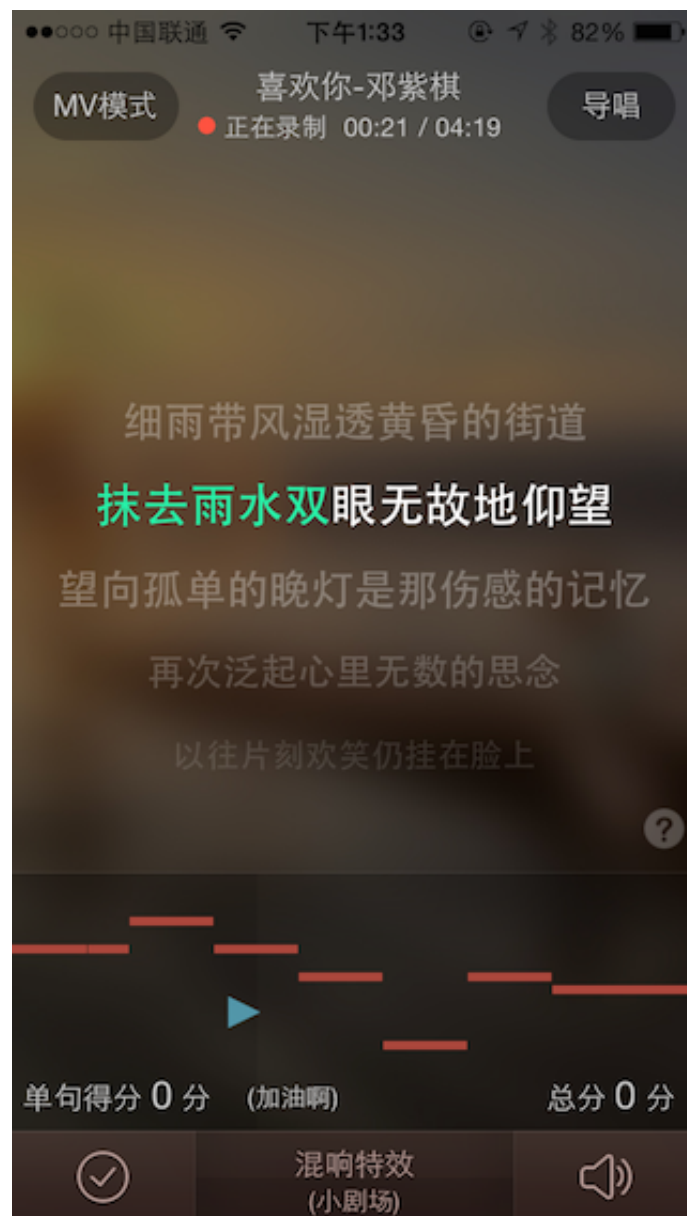 中国联通 下午1:33 82%
MV模式 喜欢你-邓紫棋 导唱
正在录制 00:21 / 04:19
细雨带风湿透黄昏的街道
抹去雨水双眼无故地仰望
望向孤单的晚灯是那伤感的记忆
再次泛起心里无数的思念
以往片刻欢笑仍挂在脸上
?
单句得分 0 分 (加油啊) 总分 0 分
混响特效
(小剧场)